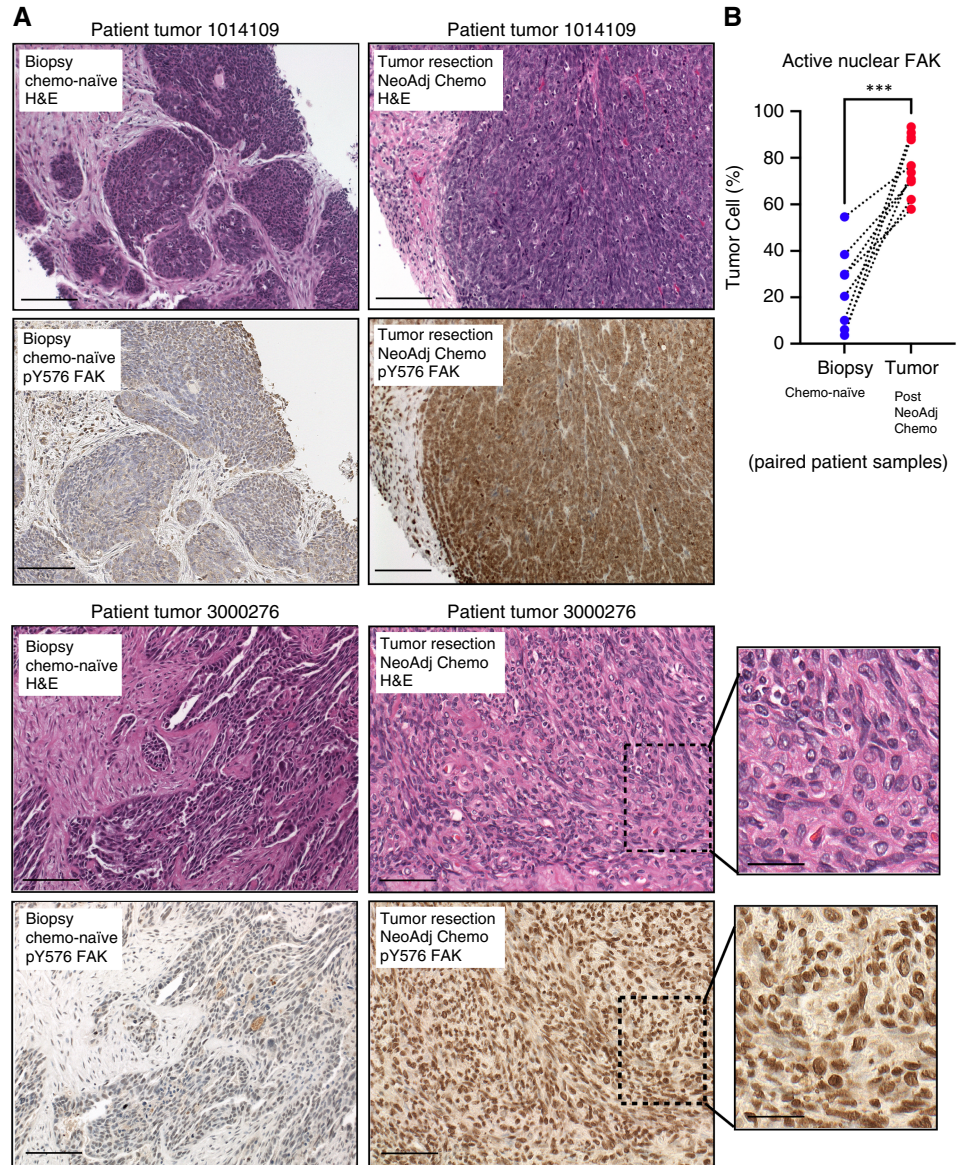 A
Patient tumor 1014109
Biopsy
chemo-naïve
H&E
Patient tumor 1014109
Tumor resection
NeoAdj Chemo
H&E
Biopsy
chemo-naïve
pY576 FAK
Tumor resection
NeoAdj Chemo
pY576 FAK
Patient tumor 3000276
Biopsy
chemo-naïve
H&E
Patient tumor 3000276
Tumor resection
NeoAdj Chemo
H&E
Biopsy
chemo-naïve
pY576 FAK
Tumor resection
NeoAdj Chemo
pY576 FAK
B
Active nuclear FAK
***
Tumor Cell (%)
100
80
60
40
20
0
Biopsy
Chemo-naïve
Tumor
Post
NeoAdj
Chemo
(paired patient samples)